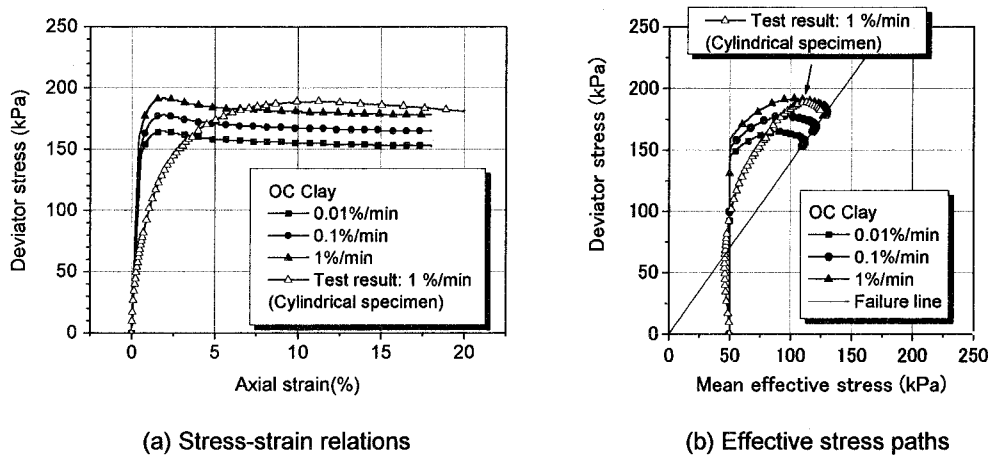 250
200
150
100
50
0
Deviator stress (kPa)
OC Clay
0.01%/min
0.1%/min
1%/min
Test result: 1 %/min
(Cylindrical specimen)
0 5 10 15 20
Axial strain(%)
(a) Stress-strain relations
Test result: 1 %/min
(Cylindrical specimen)
250
200
150
100
50
0
Deviator stress (kPa)
OC Clay
0.01%/min
0.1%/min
1%/min
Failure line
0 50 100 150 200 250
Mean effective stress (kPa)
(b) Effective stress paths